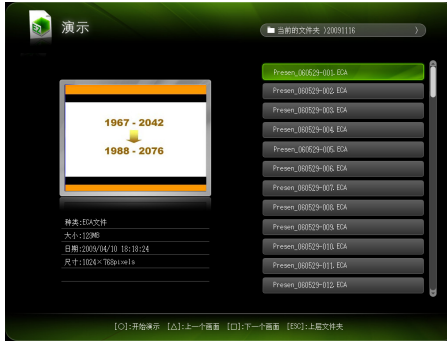 演示
当前的文件夹 》20091116 》
1967 - 2042
1988 - 2076
种类:ECA文件
大小:123MB
日期:2009/04/10 18:18:24
尺寸:1024×768pixels
Presen_060529-001.ECA
Presen_060529-002.ECA
Presen_060529-003.ECA
Presen_060529-004.ECA
Presen_060529-005.ECA
Presen_060529-006.ECA
Presen_060529-007.ECA
Presen_060529-008.ECA
Presen_060529-009.ECA
Presen_060529-010.ECA
Presen_060529-011.ECA
Presen_060529-012.ECA
[○]:开始演示 [△]:上一个画面 [□]:下一个画面 [ESC]:上层文件夹